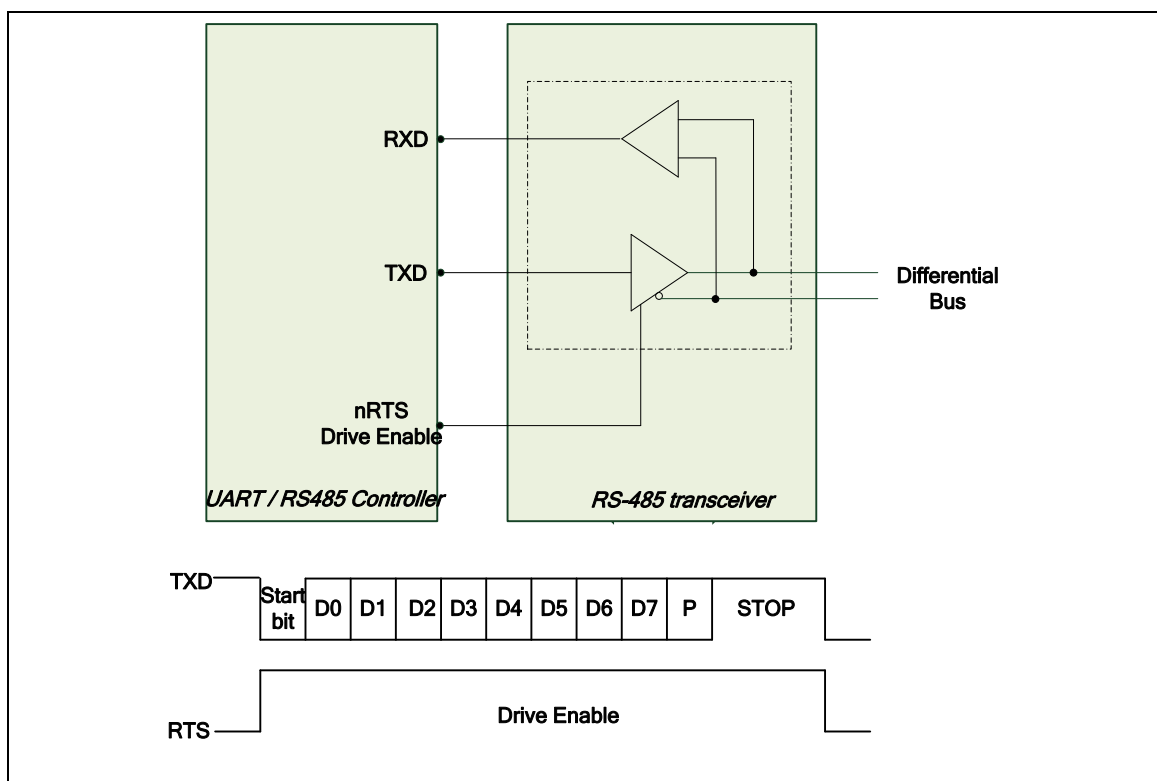 RXD
TXD
Differential
Bus
nRTS
Drive Enable
UART / RS485 Controller
RS-485 transceiver
TXD
Start
bit
D0 D1 D2 D3 D4 D5 D6 D7 P STOP
Drive Enable
RTS